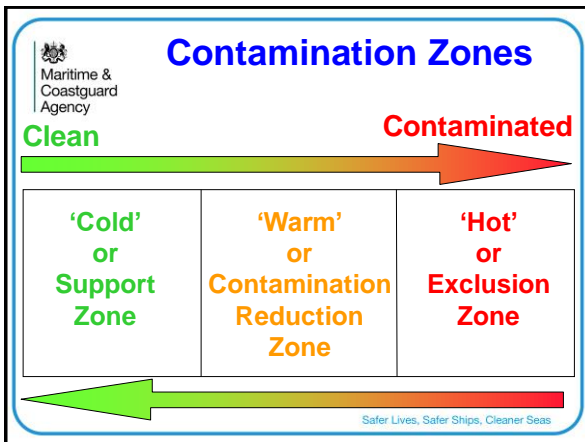 Contamination Zones
Maritime &
Coastguard
Agency
Clean
Contaminated
‘Cold’
or
Support
Zone
‘Warm’
or
Contamination
Reduction
Zone
‘Hot’
or
Exclusion
Zone
Safer Lives, Safer Ships, Cleaner Seas